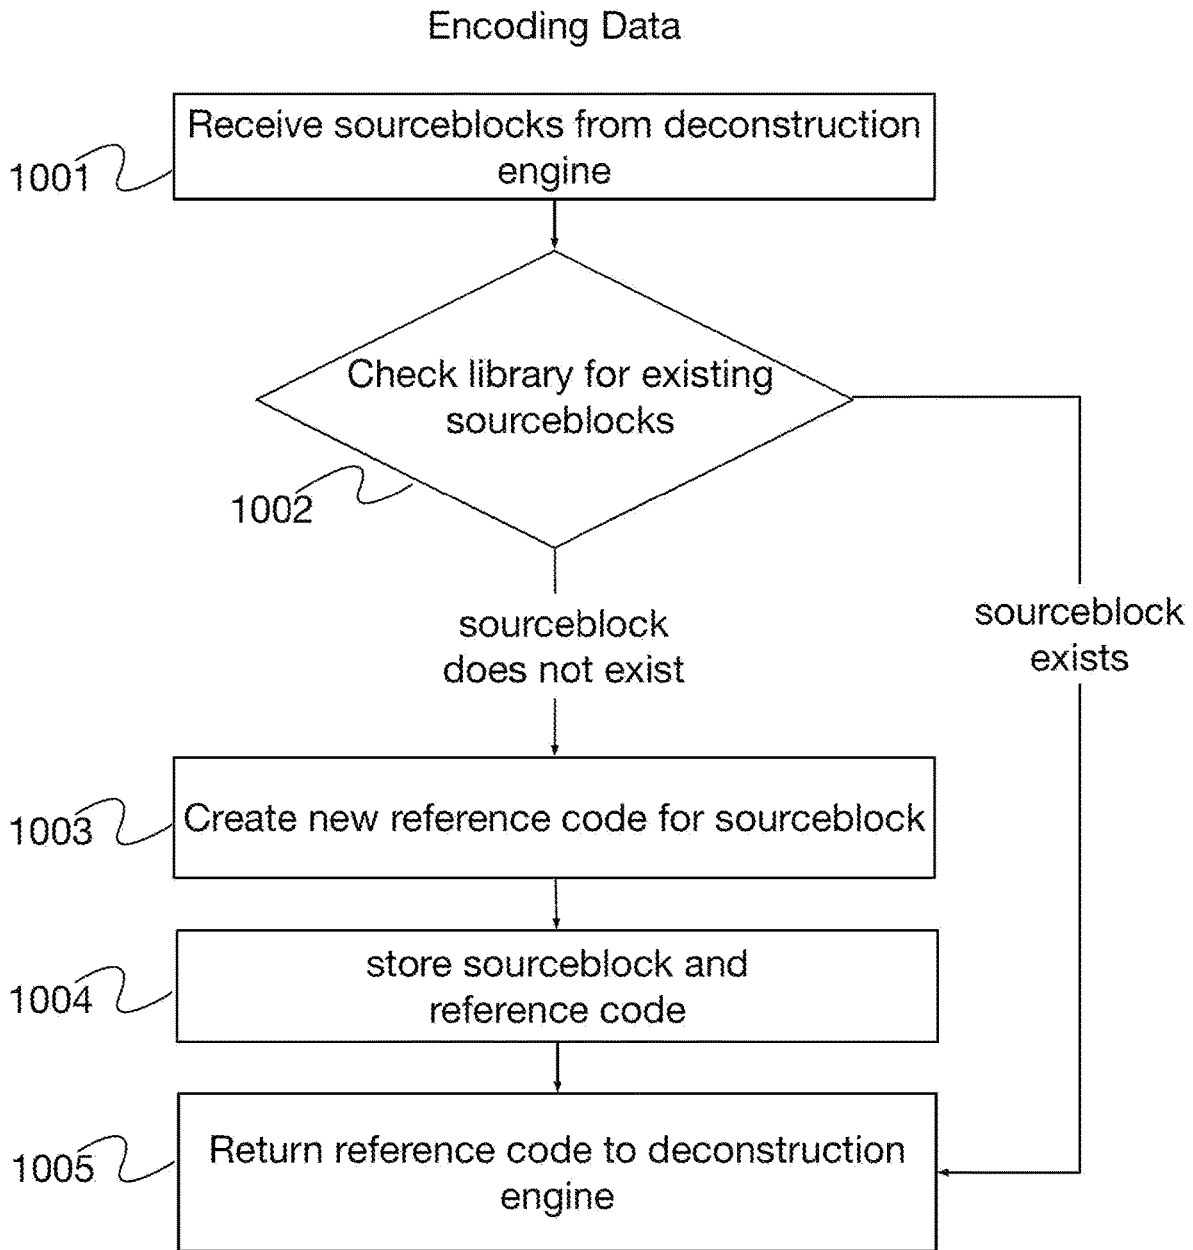 Encoding Data
Receive sourceblocks from deconstruction
engine
1001
Check library for existing
sourceblocks
1002
sourceblock
does not exist
sourceblock
exists
Create new reference code for sourceblock
1003
store sourceblock and
reference code
1004
Return reference code to deconstruction
engine
1005